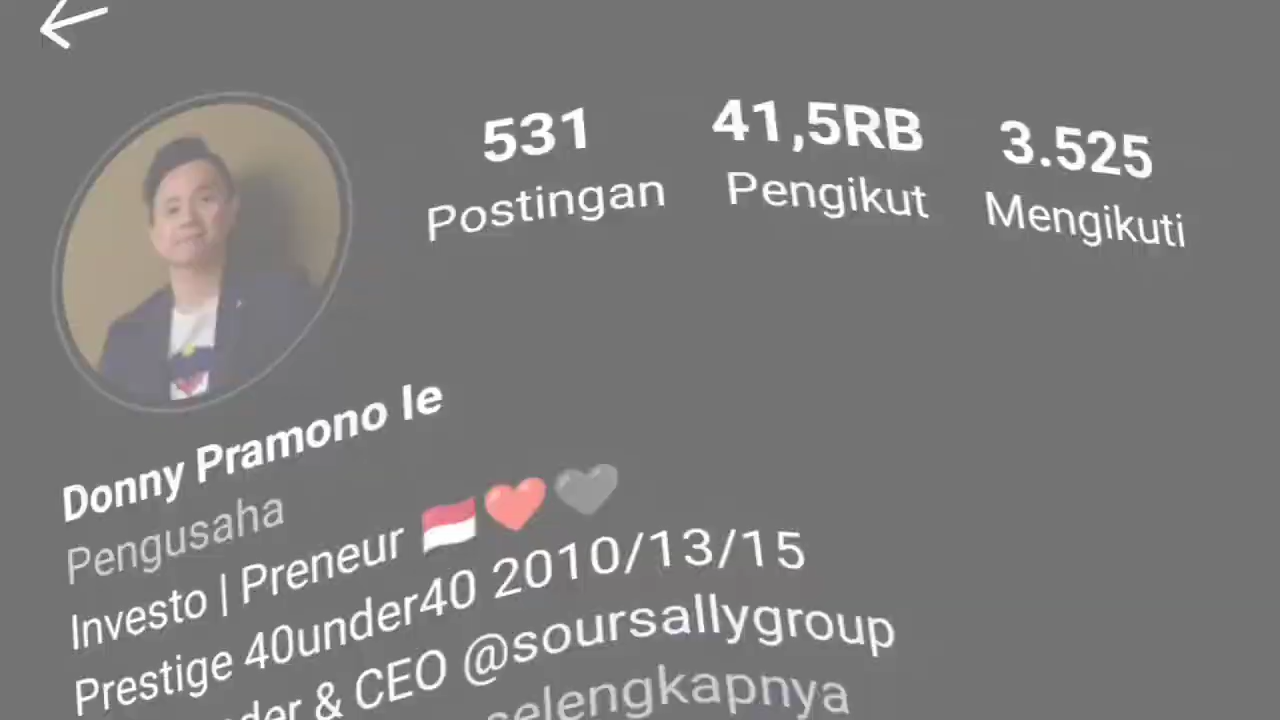 531 41,5RB 3.525
Postingan Pengikut Mengikuti
Donny Pramono Ie
Pengusaha
Investo | Preneur 🇮🇩❤️🩶
Prestige 40under40 2010/13/15
& CEO @soursallygroup
selengkapnya